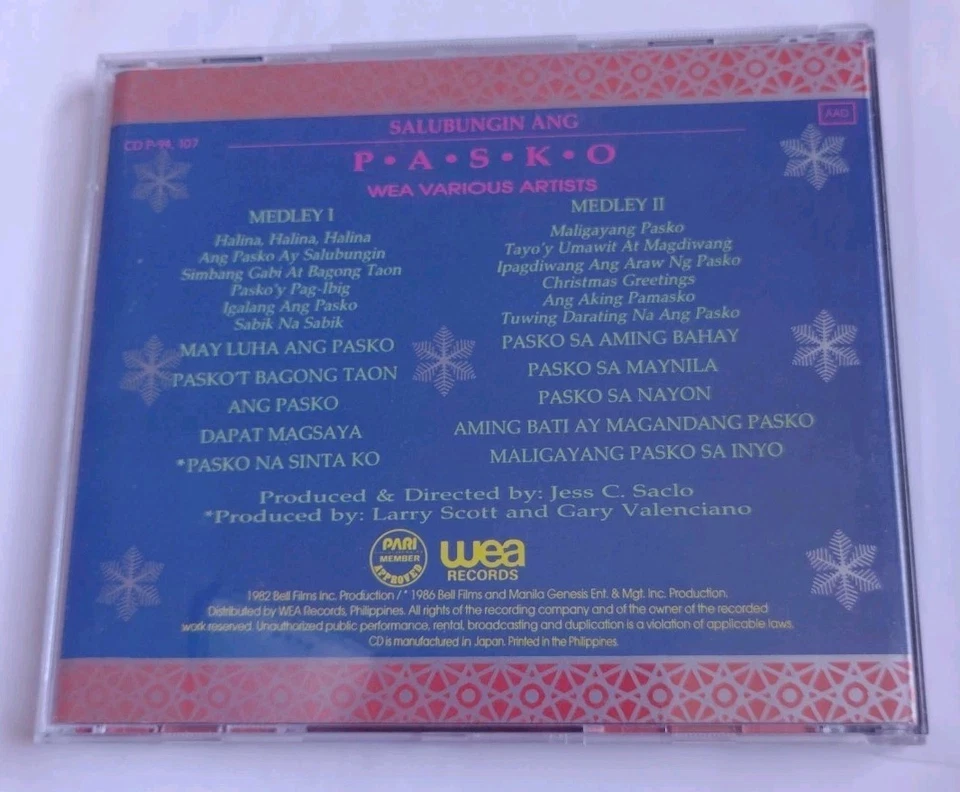 CD P-94, 107
AAD
SALUBUNGIN ANG
P•A•S•K•O
WEA VARIOUS ARTISTS
MEDLEY I
Halina, Halina, Halina
Ang Pasko Ay Salubungin
Simbang Gabi At Bagong Taon
Pasko'y Pag-Ibig
Igalang Ang Pasko
Sabik Na Sabik
MAY LUHA ANG PASKO
PASKO'T BAGONG TAON
ANG PASKO
DAPAT MAGSAYA
*PASKO NA SINTA KO
MEDLEY II
Maligayang Pasko
Tayo'y Umawit At Magdiwang
Ipagdiwang Ang Araw Ng Pasko
Christmas Greetings
Ang Aking Pamasko
Tuwing Darating Na Ang Pasko
PASKO SA AMING BAHAY
PASKO SA MAYNILA
PASKO SA NAYON
AMING BATI AY MAGANDANG PASKO
MALIGAYANG PASKO SA INYO
Produced & Directed by: Jess C. Saclo
*Produced by: Larry Scott and Gary Valenciano
PARI
MEMBER
APPROVED
wea
RECORDS
1982 Bell Films Inc. Production / * 1986 Bell Films and Manila Genesis Ent. & Mgt. Inc. Production.
Distributed by WEA Records, Philippines. All rights of the recording company and of the owner of the recorded
work reserved. Unauthorized public performance, rental, broadcasting and duplication is a violation of applicable laws.
CD is manufactured in Japan. Printed in the Philippines.